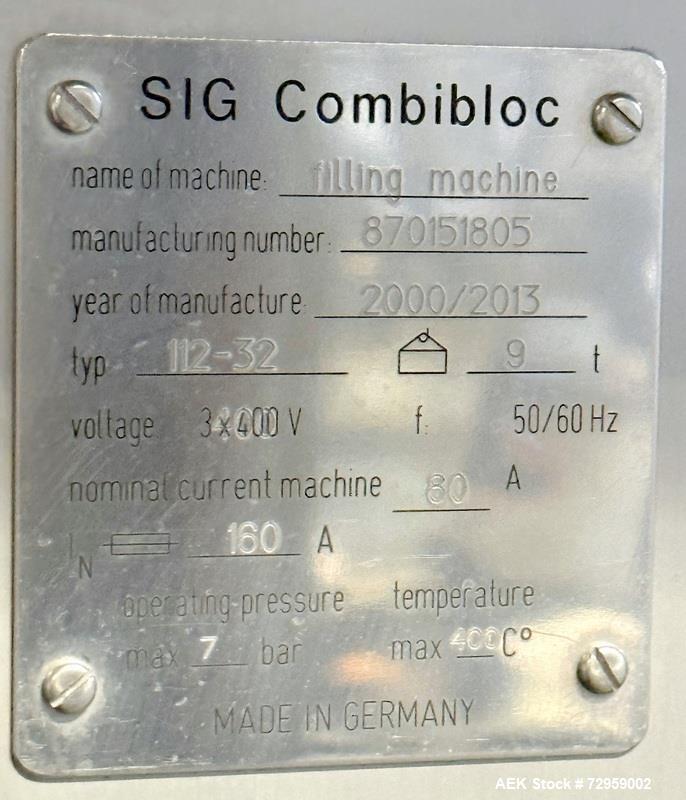 SIG Combibloc
name of machine: filling machine
manufacturing number: 870151805
year of manufacture: 2000/2013
typ 112-32 9 t
voltage 3x400 V f: 50/60 Hz
nominal current machine 80 A
I N 160 A
operating pressure temperature
max 7 bar max 400 C°
MADE IN GERMANY
AEK Stock # 72959002